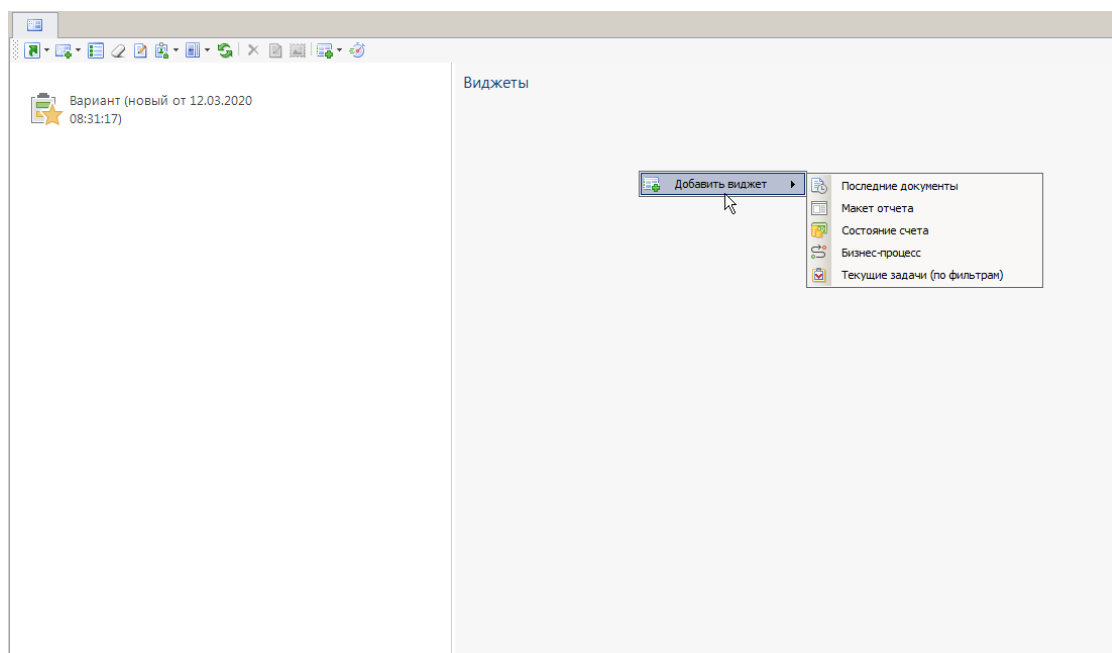 Виджеты
Вариант (новый от 12.03.2020
08:31:17)
Добавить виджет
Последние документы
Макет отчета
Состояние счета
Бизнес-процесс
Текущие задачи (по фильтрам)